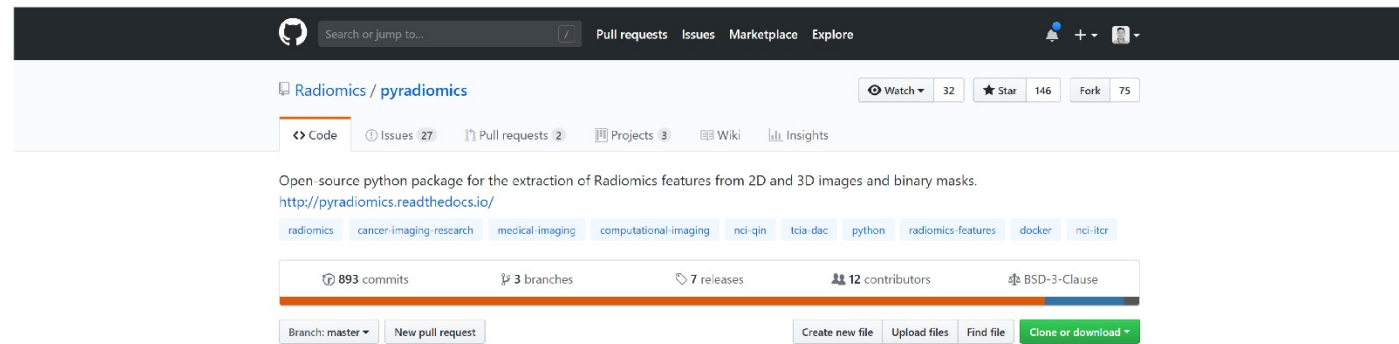 Search or jump to... / Pull requests Issues Marketplace Explore
Radiomics / pyradiomics Watch 32 Star 146 Fork 75
Code Issues 27 Pull requests 2 Projects 3 Wiki Insights
Open-source python package for the extraction of Radiomics features from 2D and 3D images and binary masks.
http://pyradiomics.readthedocs.io/
radiomics cancer-imaging-research medical-imaging computational-imaging nci-qin tcia-dac python radiomics-features docker nci-itcr
893 commits 3 branches 7 releases 12 contributors BSD-3-Clause
Branch: master New pull request Create new file Upload files Find file Clone or download